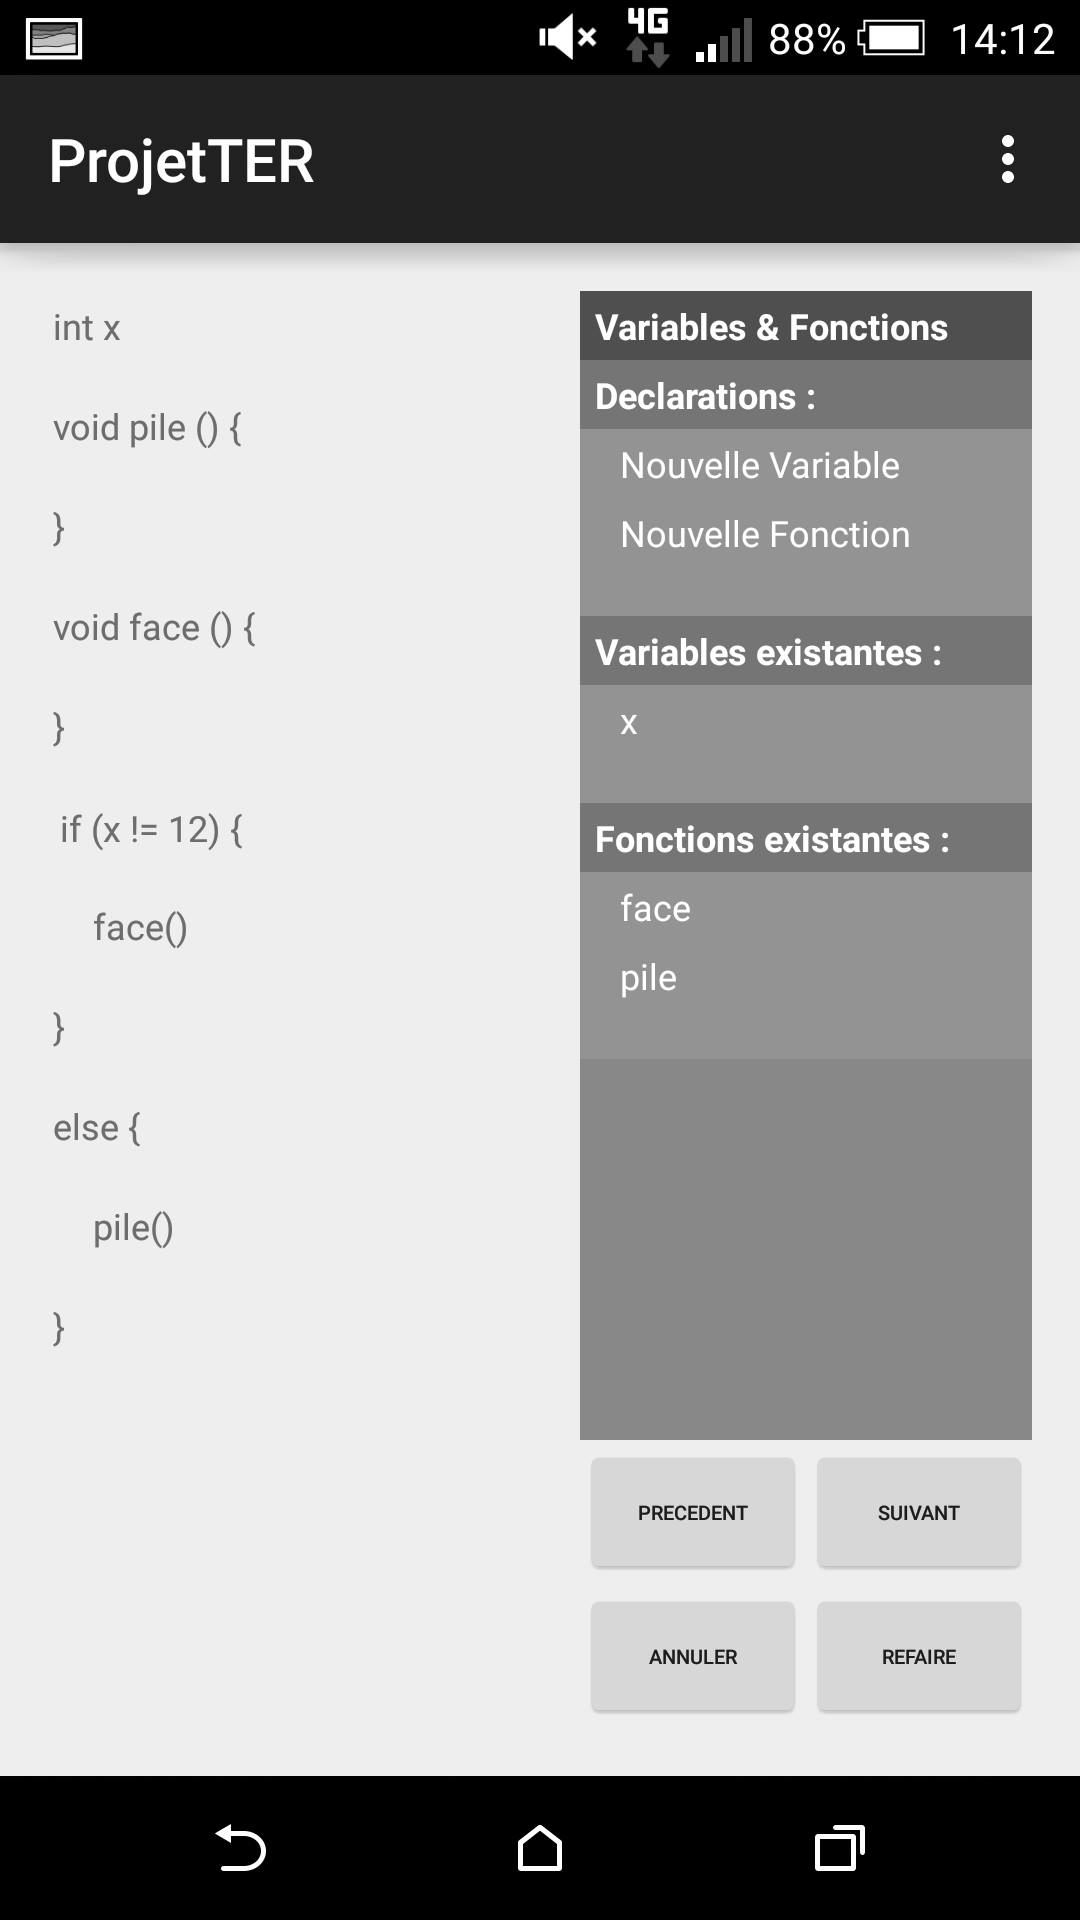 4G 88% 14:12
ProjetTER
int x
void pile () {
}
void face () {
}
if (x != 12) {
face()
}
else {
pile()
}
Variables & Fonctions
Declarations :
Nouvelle Variable
Nouvelle Fonction
Variables existantes :
x
Fonctions existantes :
face
pile
PRECEDENT SUIVANT
ANNULER REFAIRE